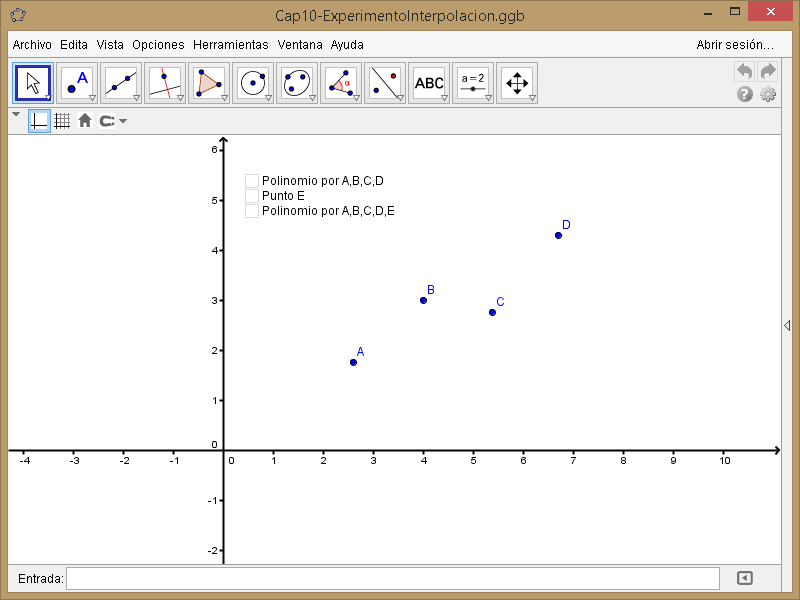 Cap10-ExperimentoInterpolacion.ggb
Archivo Edita Vista Opciones Herramientas Ventana Ayuda Abrir sesión...
A α ABC a=2
6
Polinomio por A,B,C,D
Punto E
5
Polinomio por A,B,C,D,E
D
4
B
3
C
2
A
1
0
-4 -3 -2 -1 0 1 2 3 4 5 6 7 8 9 10
-1
-2
Entrada: